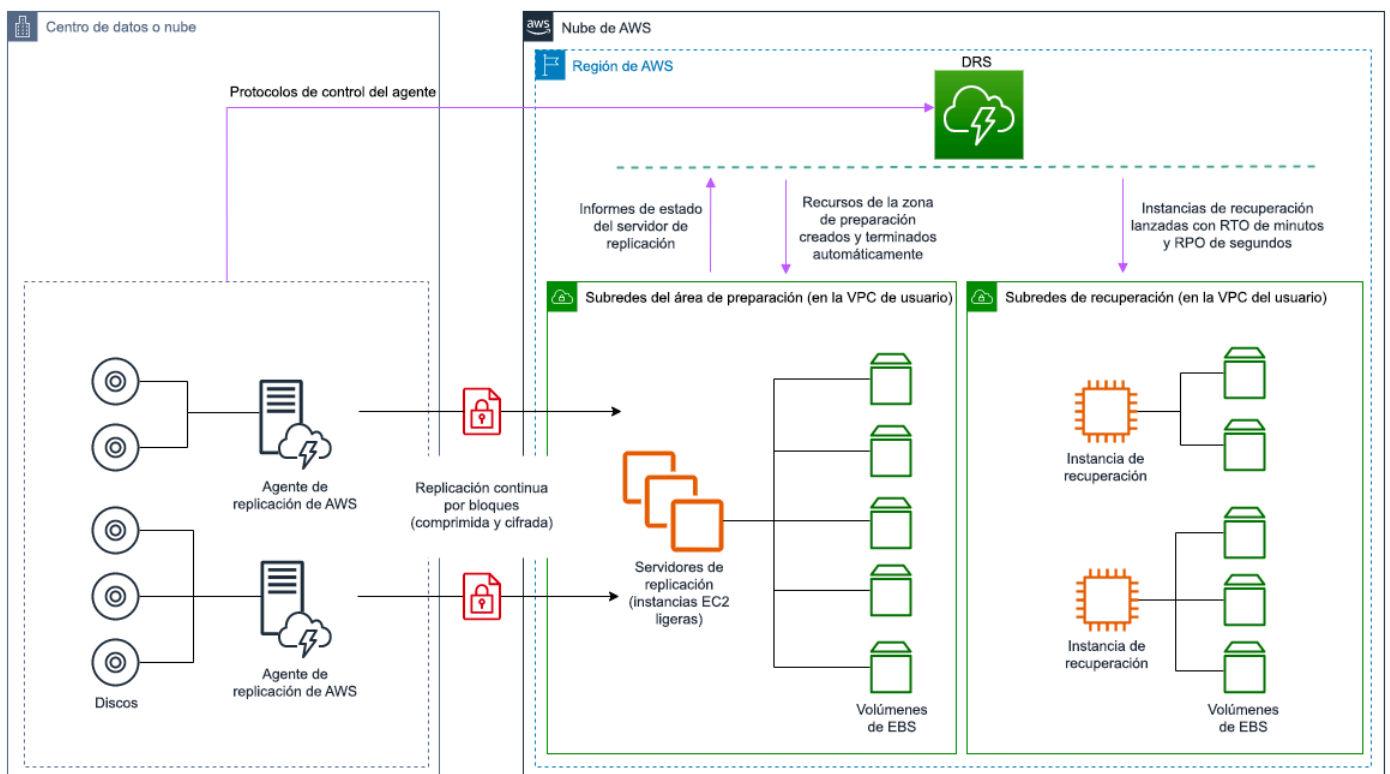 Centro de datos o nube
aws
Nube de AWS
Región de AWS
DRS
Protocolos de control del agente
Informes de estado
del servidor de
replicación
Recursos de la zona
de preparación
creados y terminados
automáticamente
Instancias de recuperación
lanzadas con RTO de minutos
y RPO de segundos
Subredes del área de preparación (en la VPC de usuario)
Subredes de recuperación (en la VPC del usuario)
Agente de
replicación de AWS
Replicación continua
por bloques
(comprimida y cifrada)
Instancia de
recuperación
Servidores de
replicación
(instancias EC2
ligeras)
Agente de
replicación de AWS
Instancia de
recuperación
Discos
Volúmenes
de EBS
Volúmenes
de EBS